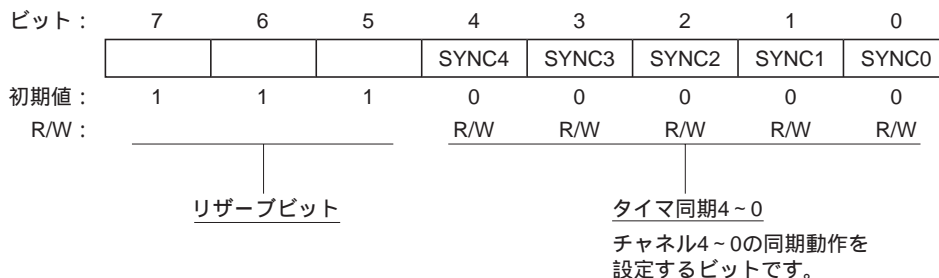 ビット： 7 6 5 4 3 2 1 0
SYNC4 SYNC3 SYNC2 SYNC1 SYNC0
初期値： 1 1 1 0 0 0 0 0
R/W： R/W R/W R/W R/W R/W
リザーブビット
タイマ同期4~0
チャネル4~0の同期動作を
設定するビットです。